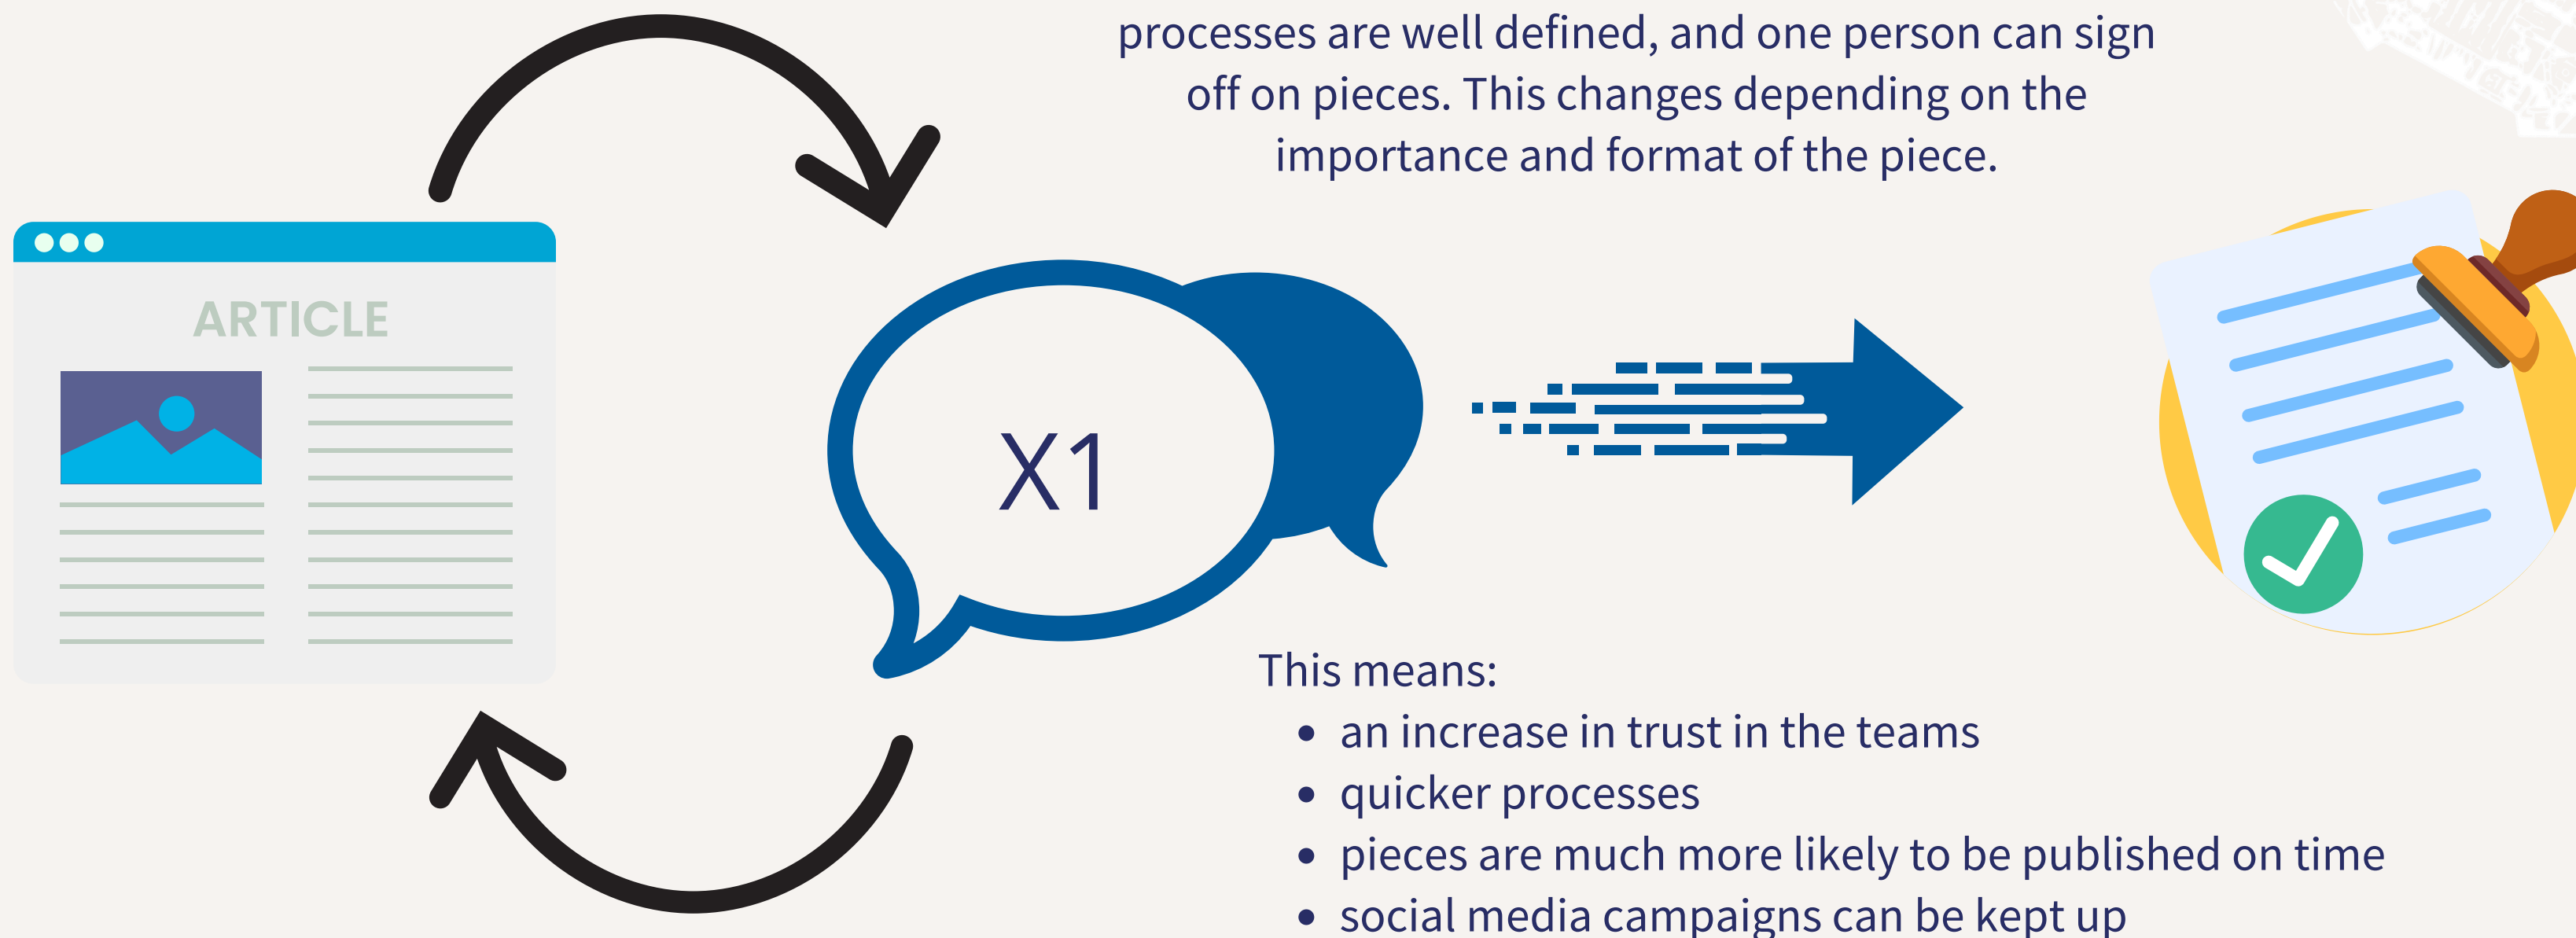 processes are well defined, and one person can sign
off on pieces. This changes depending on the
importance and format of the piece.
ARTICLE
X1
This means:
• an increase in trust in the teams
• quicker processes
• pieces are much more likely to be published on time
• social media campaigns can be kept up